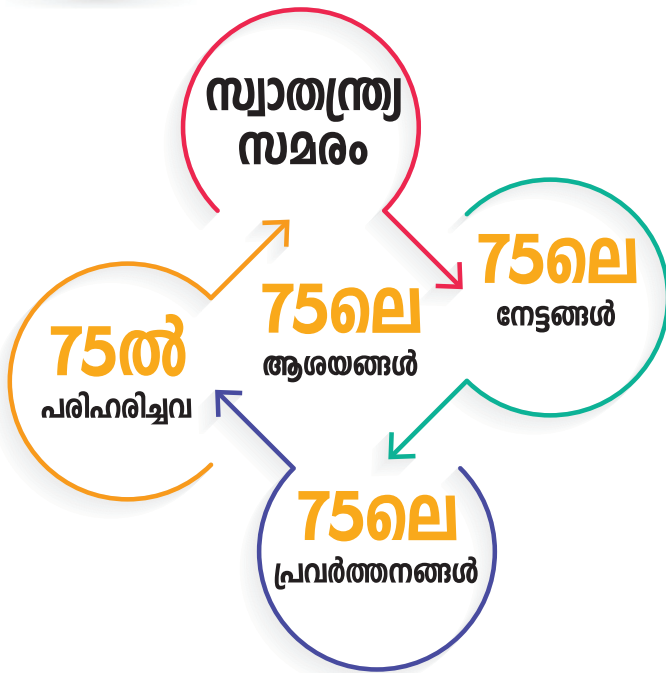 സ്വാതന്ത്ര്യ
സമരം
75ലെ
നേട്ടങ്ങൾ
75ലെ
ആശയങ്ങൾ
75ൽ
പരിഹരിച്ചവ
75ലെ
പ്രവർത്തനങ്ങൾ